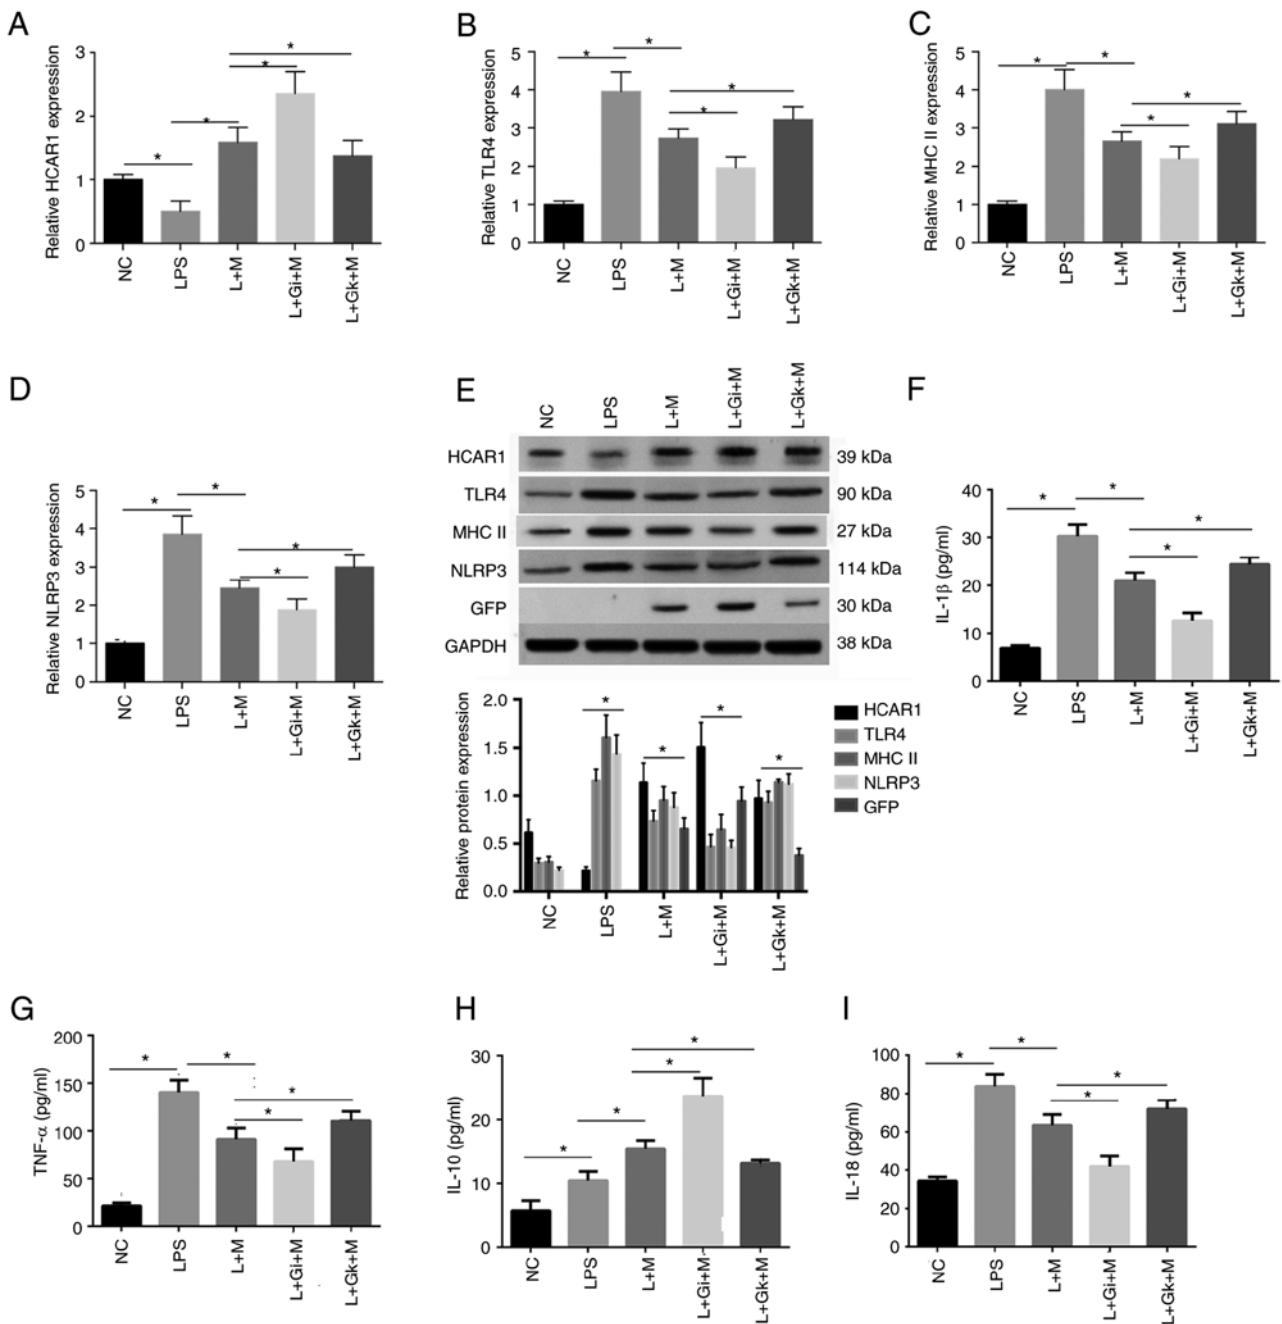 A
Relative HCAR1 expression
3
2
1
0
*
*
*
*
NC
LPS
L+M
L+Gi+M
L+Gk+M
B
Relative TLR4 expression
5
4
3
2
1
0
*
*
*
*
NC
LPS
L+M
L+Gi+M
L+Gk+M
C
Relative MHC II expression
5
4
3
2
1
0
*
*
*
*
NC
LPS
L+M
L+Gi+M
L+Gk+M
D
Relative NLRP3 expression
5
4
3
2
1
0
*
*
*
*
NC
LPS
L+M
L+Gi+M
L+Gk+M
E
NC
LPS
L+M
L+Gi+M
L+Gk+M
HCAR1 39 kDa
TLR4 90 kDa
MHC II 27 kDa
NLRP3 114 kDa
GFP 30 kDa
GAPDH 38 kDa
Relative protein expression
2.0
1.5
1.0
0.5
0.0
*
*
*
*
NC
LPS
L+M
L+Gi+M
L+Gk+M
HCAR1
TLR4
MHC II
NLRP3
GFP
F
IL-1β (pg/ml)
40
30
20
10
0
*
*
*
*
NC
LPS
L+M
L+Gi+M
L+Gk+M
G
TNF-α (pg/ml)
200
150
100
50
0
*
*
*
*
NC
LPS
L+M
L+Gi+M
L+Gk+M
H
IL-10 (pg/ml)
30
20
10
0
*
*
*
*
NC
LPS
L+M
L+Gi+M
L+Gk+M
I
IL-18 (pg/ml)
100
80
60
40
20
0
*
*
*
*
NC
LPS
L+M
L+Gi+M
L+Gk+M